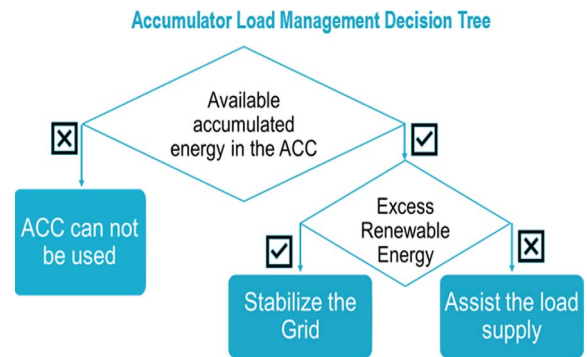 Accumulator Load Management Decision Tree
Available
accumulated
energy in the ACC
ACC can not
be used
Excess
Renewable
Energy
Stabilize the
Grid
Assist the load
supply